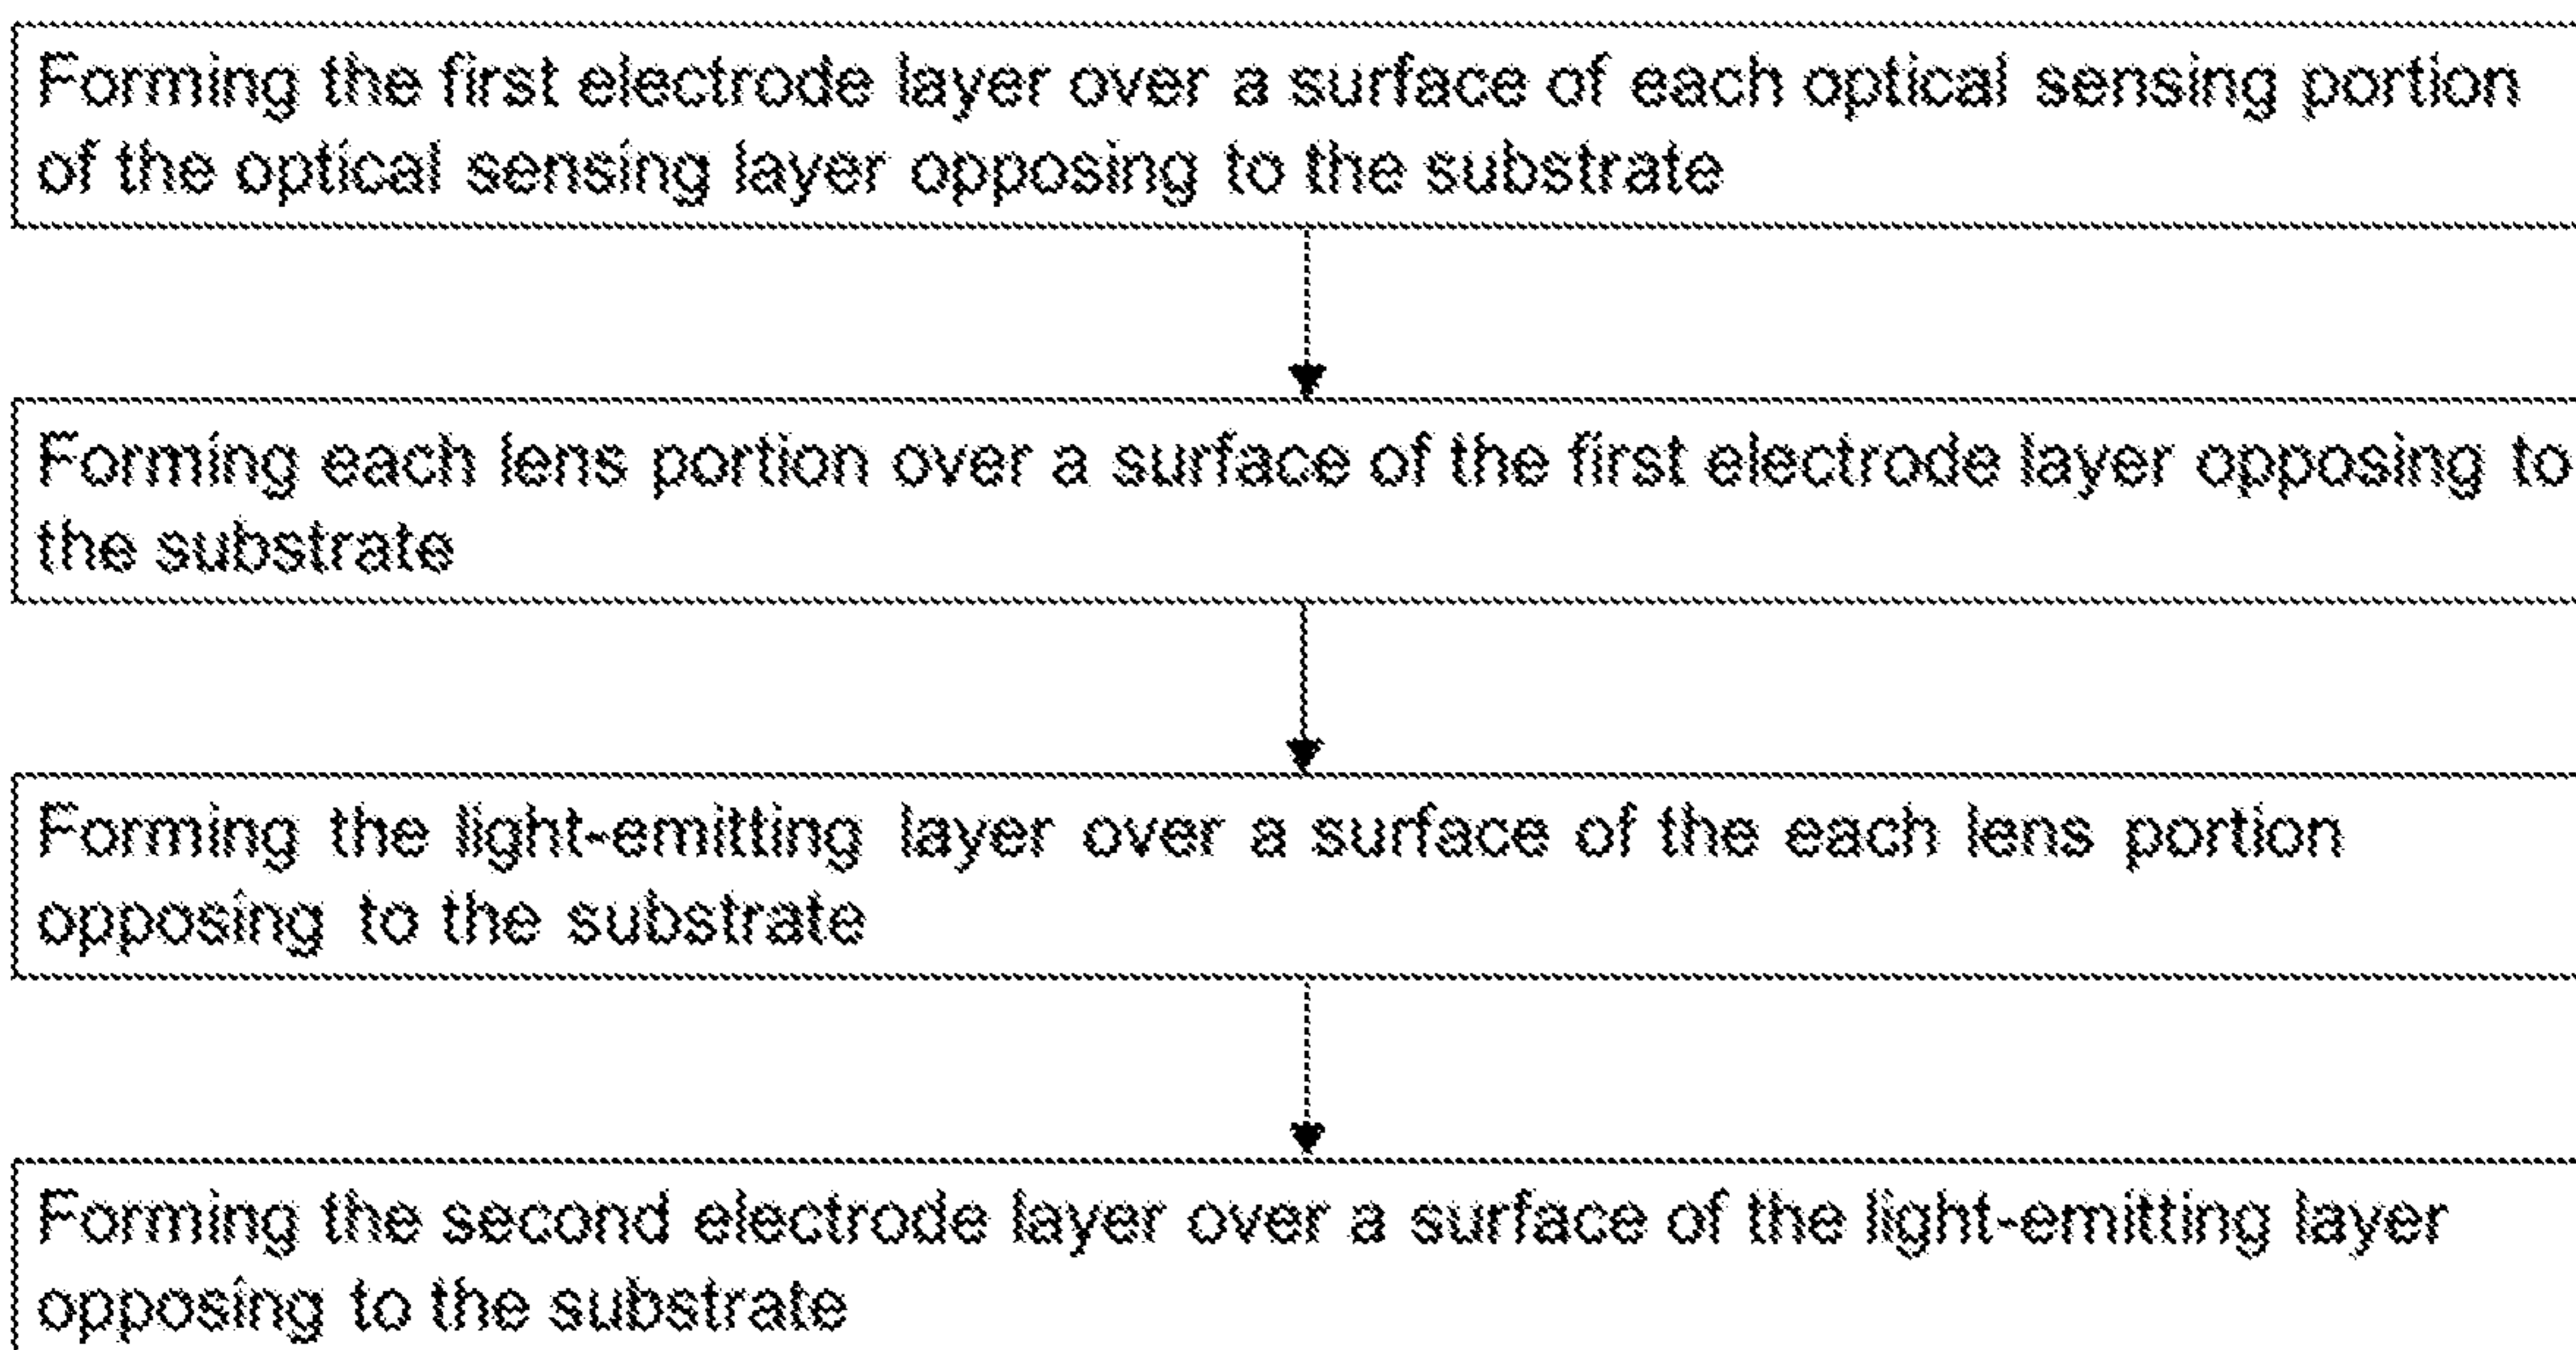 Forming the first electrode layer over a surface of each optical sensing portion
of the optical sensing layer opposing to the substrate
Forming each lens portion over a surface of the first electrode layer opposing to
the substrate
Forming the light-emitting layer over a surface of the each lens portion
opposing to the substrate
Forming the second electrode layer over a surface of the light-emitting layer
opposing to the substrate